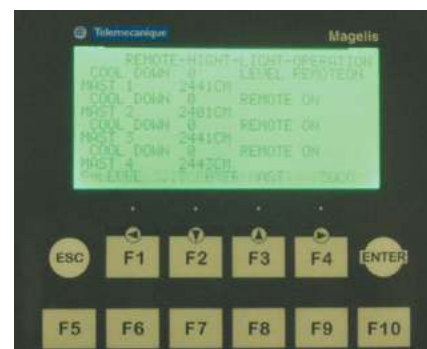 Telemecanique
Magelis
REMOTE-HIGHT-LIGHT-OPERATION
COOL DOWN 0 LEVEL REMOTEON
MAST 1 2441CM
COOL DOWN 0 REMOTE ON
MAST 2 2401CM
COOL DOWN 0 REMOTE ON
MAST 3 2441CM
COOL DOWN 0 REMOTE ON
MAST 4 2443CM
ESC F1 F2 F3 F4 ENTER
F5 F6 F7 F8 F9 F10